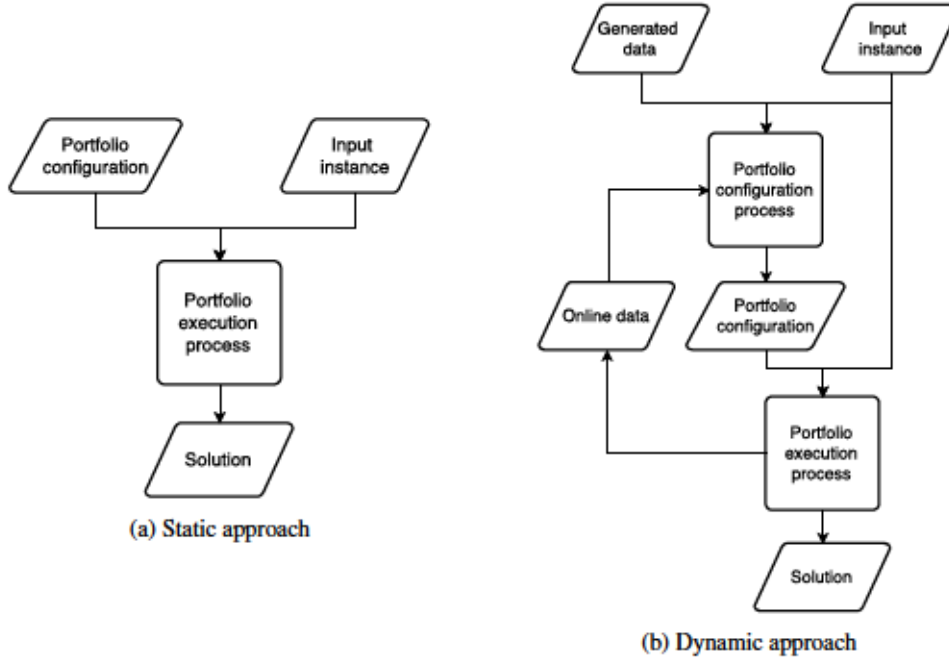 Portfolio
configuration
Input
instance
Portfolio
execution
process
Solution
(a) Static approach
Generated
data
Input
instance
Portfolio
configuration
process
Online data
Portfolio
configuration
Portfolio
execution
process
Solution
(b) Dynamic approach